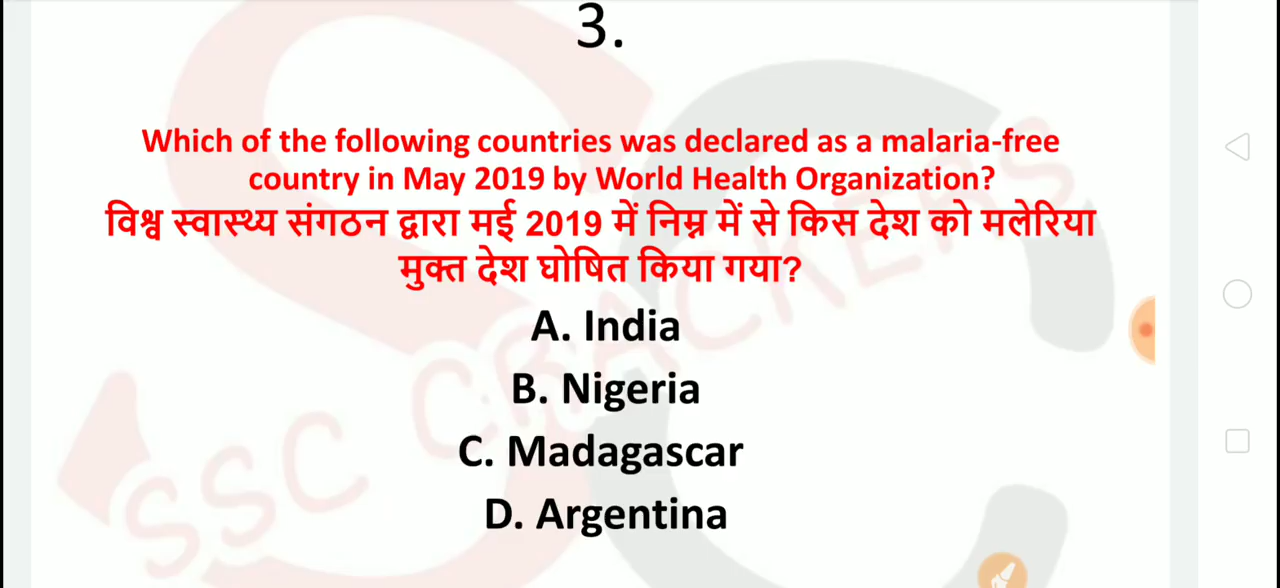 3.
Which of the following countries was declared as a malaria-free
country in May 2019 by World Health Organization?
विश्व स्वास्थ्य संगठन द्वारा मई 2019 में निम्न में से किस देश को मलेरिया
मुक्त देश घोषित किया गया?
A. India
B. Nigeria
C. Madagascar
D. Argentina
SSC CRACKERS